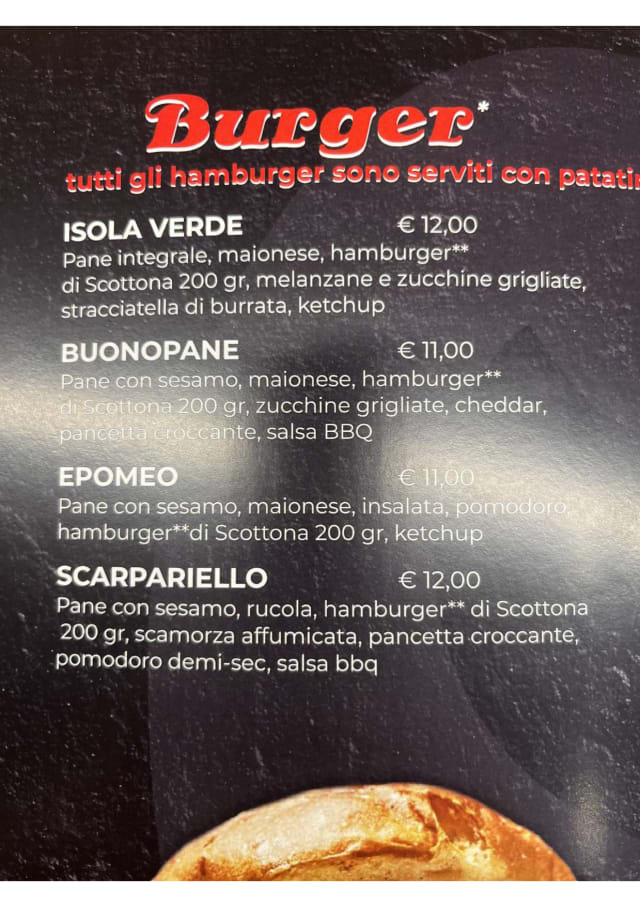 Burger*
tutti gli hamburger sono serviti con
ISOLA VERDE € 12,00
Pane integrale, maionese, hamburger**
di Scottona 200 gr, melanzane e zucchine grigliate,
stracciatella di burrata, ketchup
BUONOPANE € 11,00
Pane con sesamo, maionese, hamburger**
di Scottona 200 gr, zucchine grigliate, cheddar,
pancetta croccante, salsa BBQ
EPOMEO € 11,00
Pane con sesamo, maionese, insalata, pomodoro,
hamburger**di Scottona 200 gr, ketchup
SCARPARIELLO € 12,00
Pane con sesamo, rucola, hamburger** di Scottona
200 gr, scamorza affumicata, pancetta croccante,
pomodoro demi-sec, salsa bbq